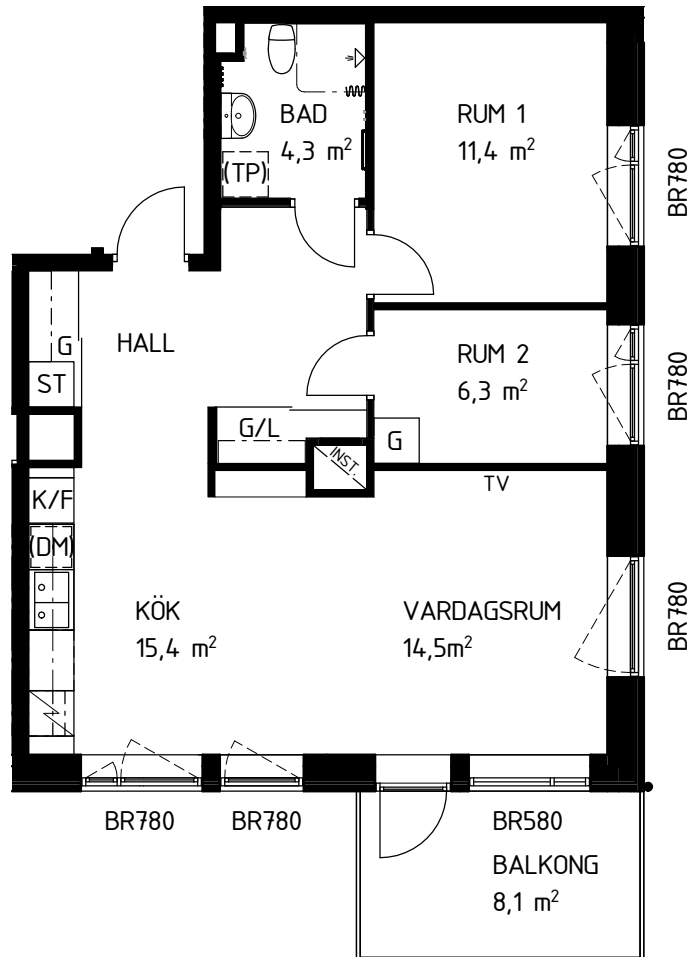 BAD
4,3 m²
(TP)
RUM 1
11,4 m²
BR780
HALL
G
ST
RUM 2
6,3 m²
BR780
G/L
G
INST.
TV
K/F
(DM)
KÖK
15,4 m²
VARDAGSRUM
14,5m²
BR780
BR780
BR780
BR580
BALKONG
8,1 m²